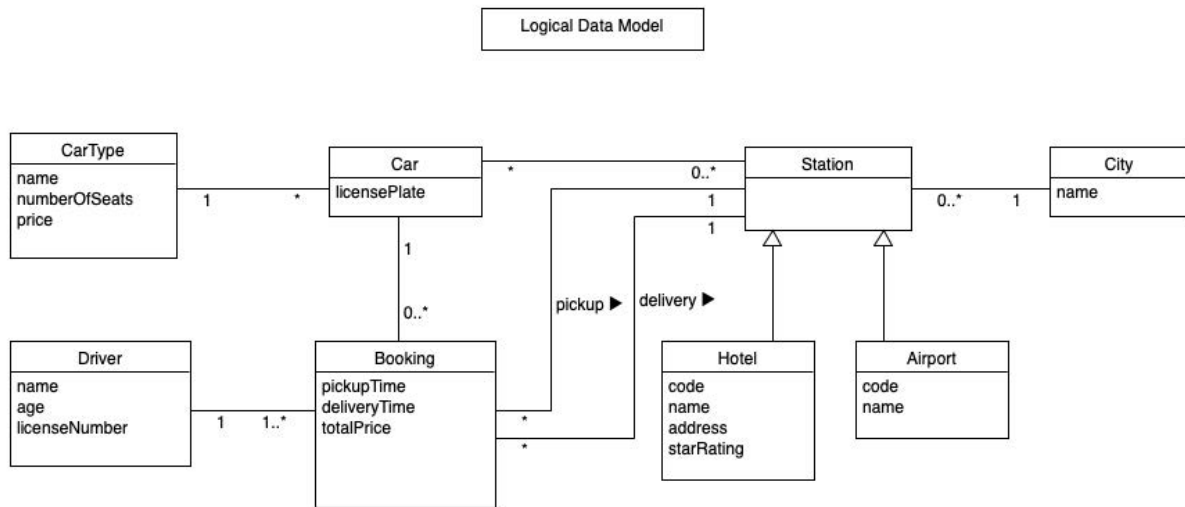 Logical Data Model
CarType
name
numberOfSeats
price
1
*
Car
licensePlate
*
0..*
Station
0..*
1
City
name
1
1
1
0..*
pickup ▶
delivery ▶
Driver
name
age
licenseNumber
1
1..*
Booking
pickupTime
deliveryTime
totalPrice
*
*
Hotel
code
name
address
starRating
Airport
code
name